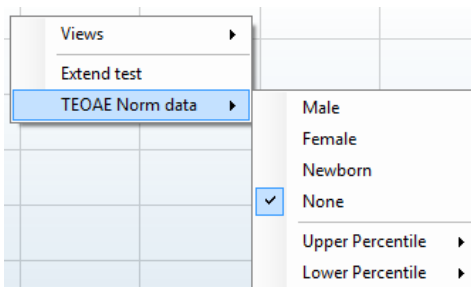 Views
Extend test
TEOAE Norm data
Male
Female
Newborn
None
Upper Percentile
Lower Percentile